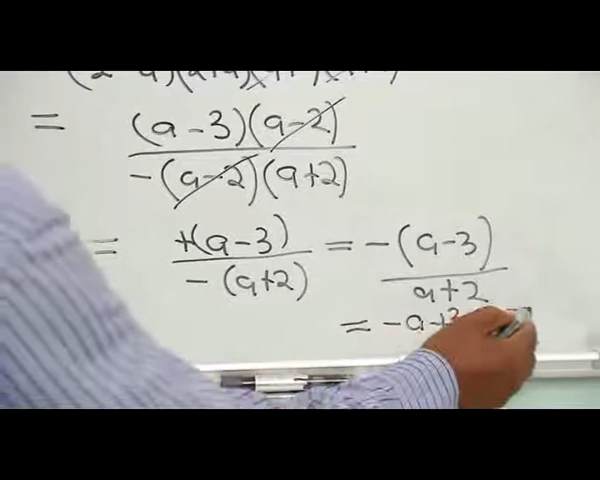 = (a-3)(a-2)
-(a-2)(a+2)
= +(a-3) = -(a-3)
-(a+2) a+2
= -a+3